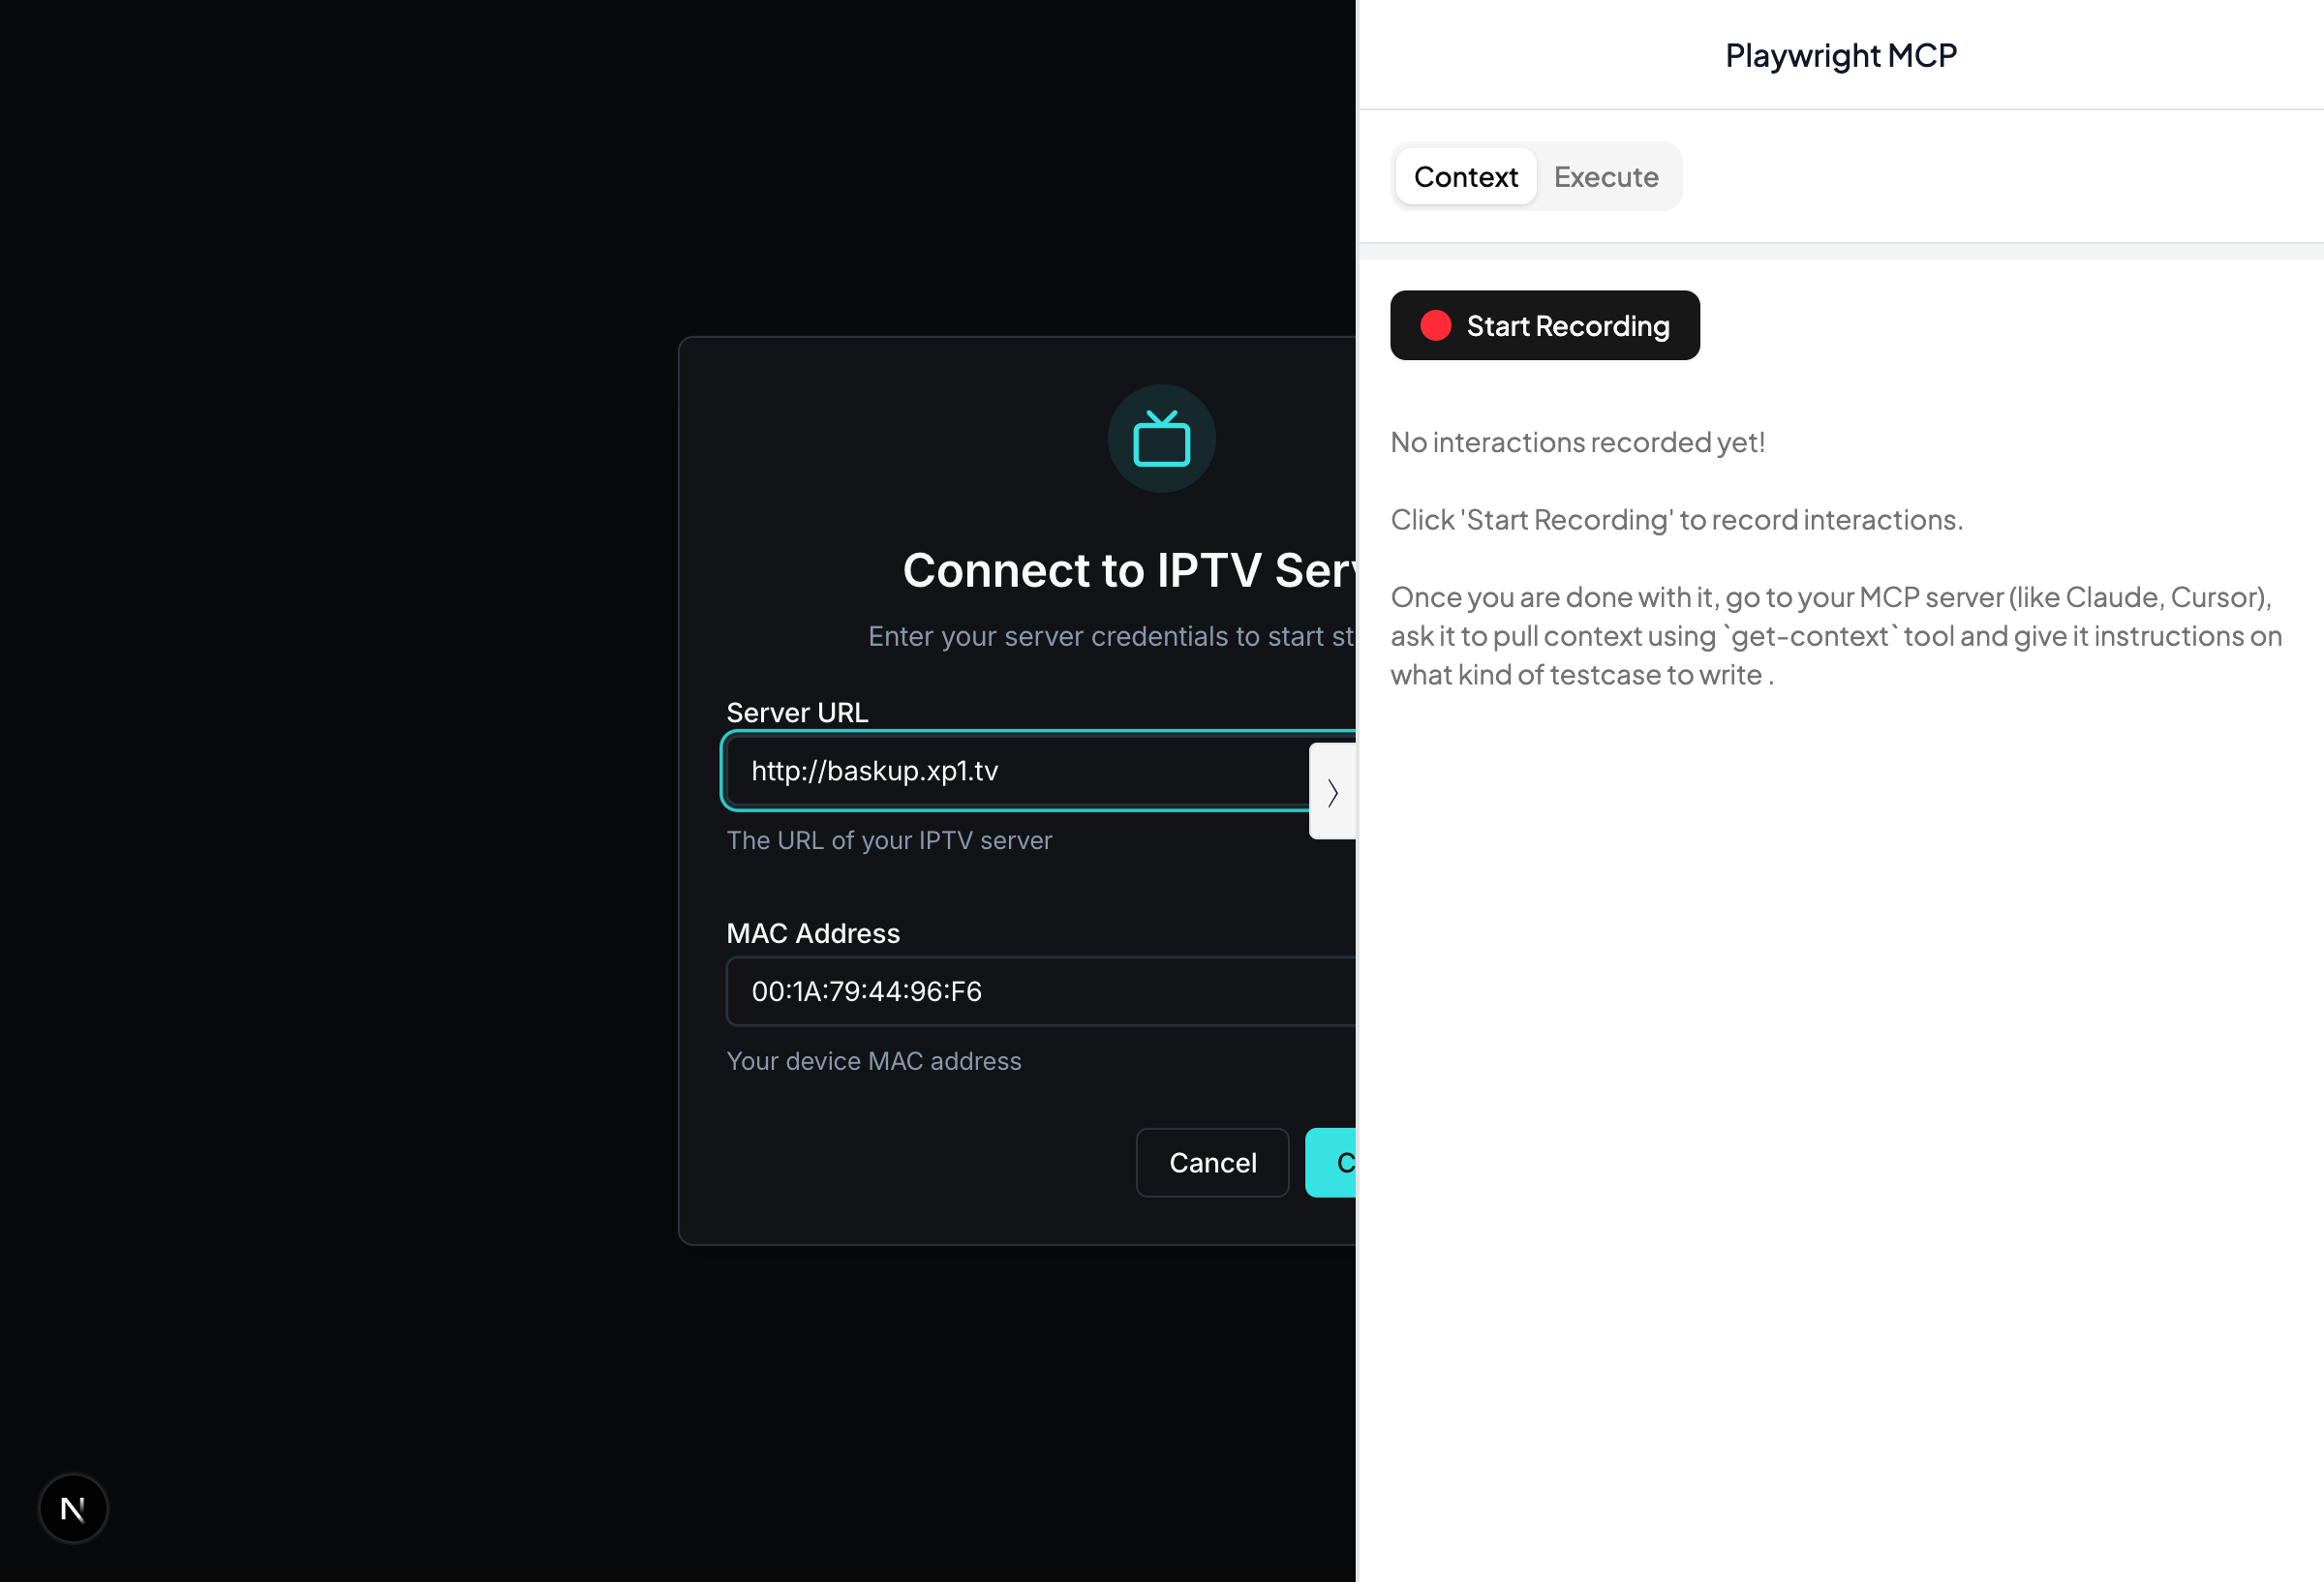 Connect to IPTV Serv
Enter your server credentials to start st
Server URL
http://baskup.xp1.tv
The URL of your IPTV server
MAC Address
00:1A:79:44:96:F6
Your device MAC address
Cancel
C
N
Playwright MCP
Context
Execute
Start Recording
No interactions recorded yet!
Click 'Start Recording' to record interactions.
Once you are done with it, go to your MCP server (like Claude, Cursor),
ask it to pull context using `get-context` tool and give it instructions on
what kind of testcase to write .